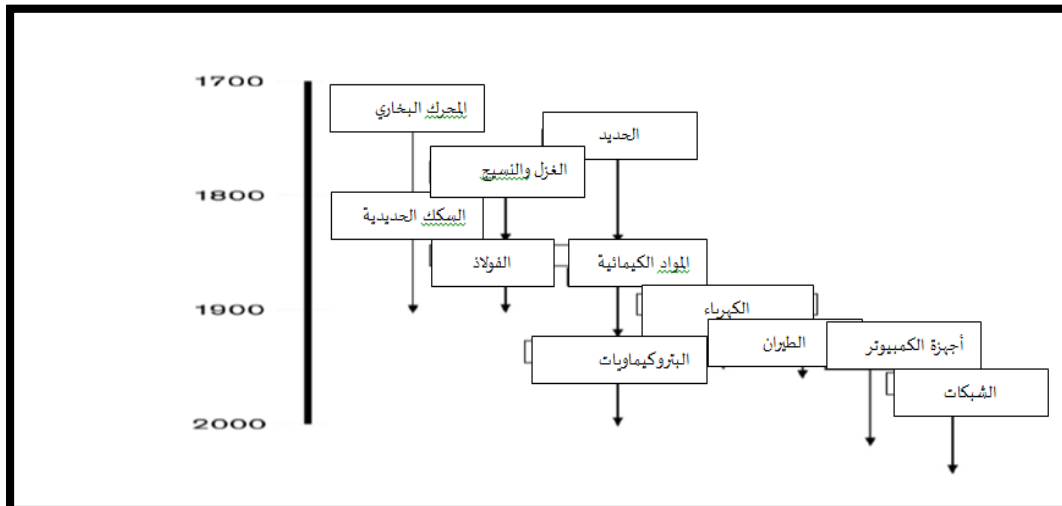 1700
المحرك البخاري
الحديد
الغزل والنسيج
1800
السكك الحديدية
الفولاذ
المواد الكيمائية
1900
الكهرباء
الطيران
أجهزة الكمبيوتر
البتروكيماويات
الشبكات
2000